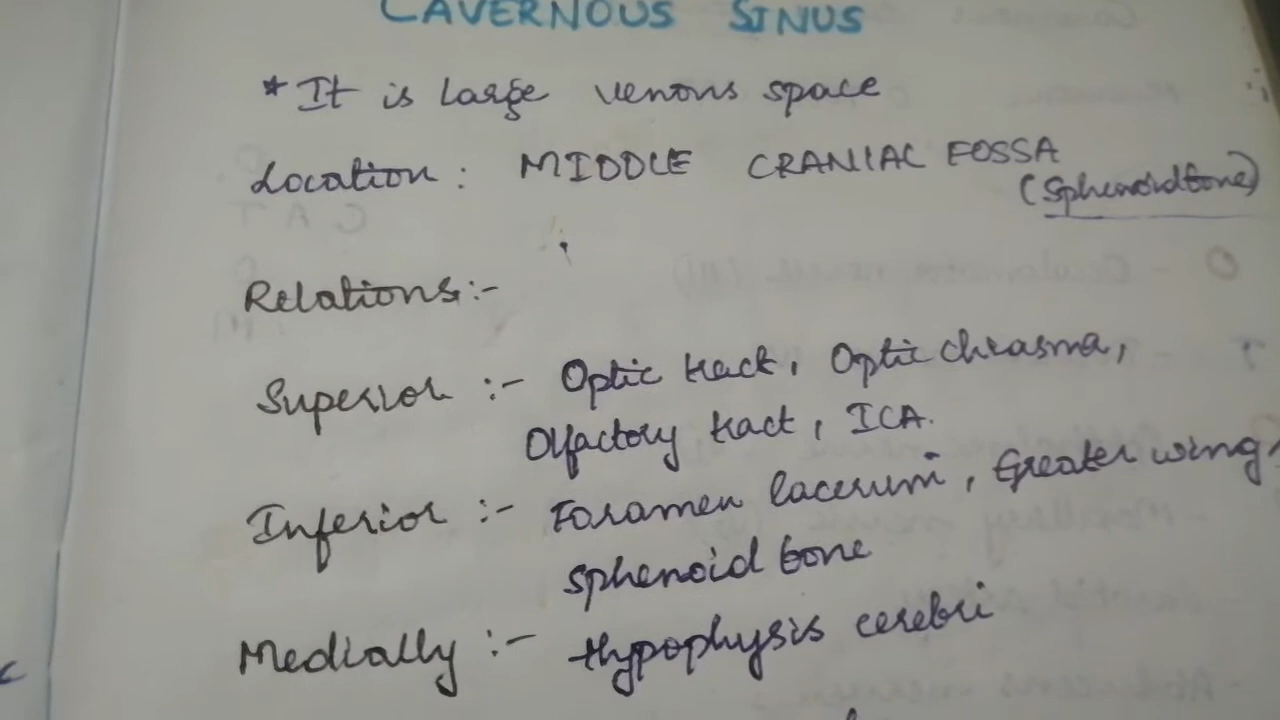 CAVERNOUS SINUS
* It is large venous space
Location : MIDDLE CRANIAL FOSSA
(Sphenoid bone)
Relations :-
Superior :- Optic tract, Optic chiasma,
Olfactory tract, ICA.
Inferior :- Foramen lacerum, Greater wing,
sphenoid bone
Medially :- Hypophysis cerebri